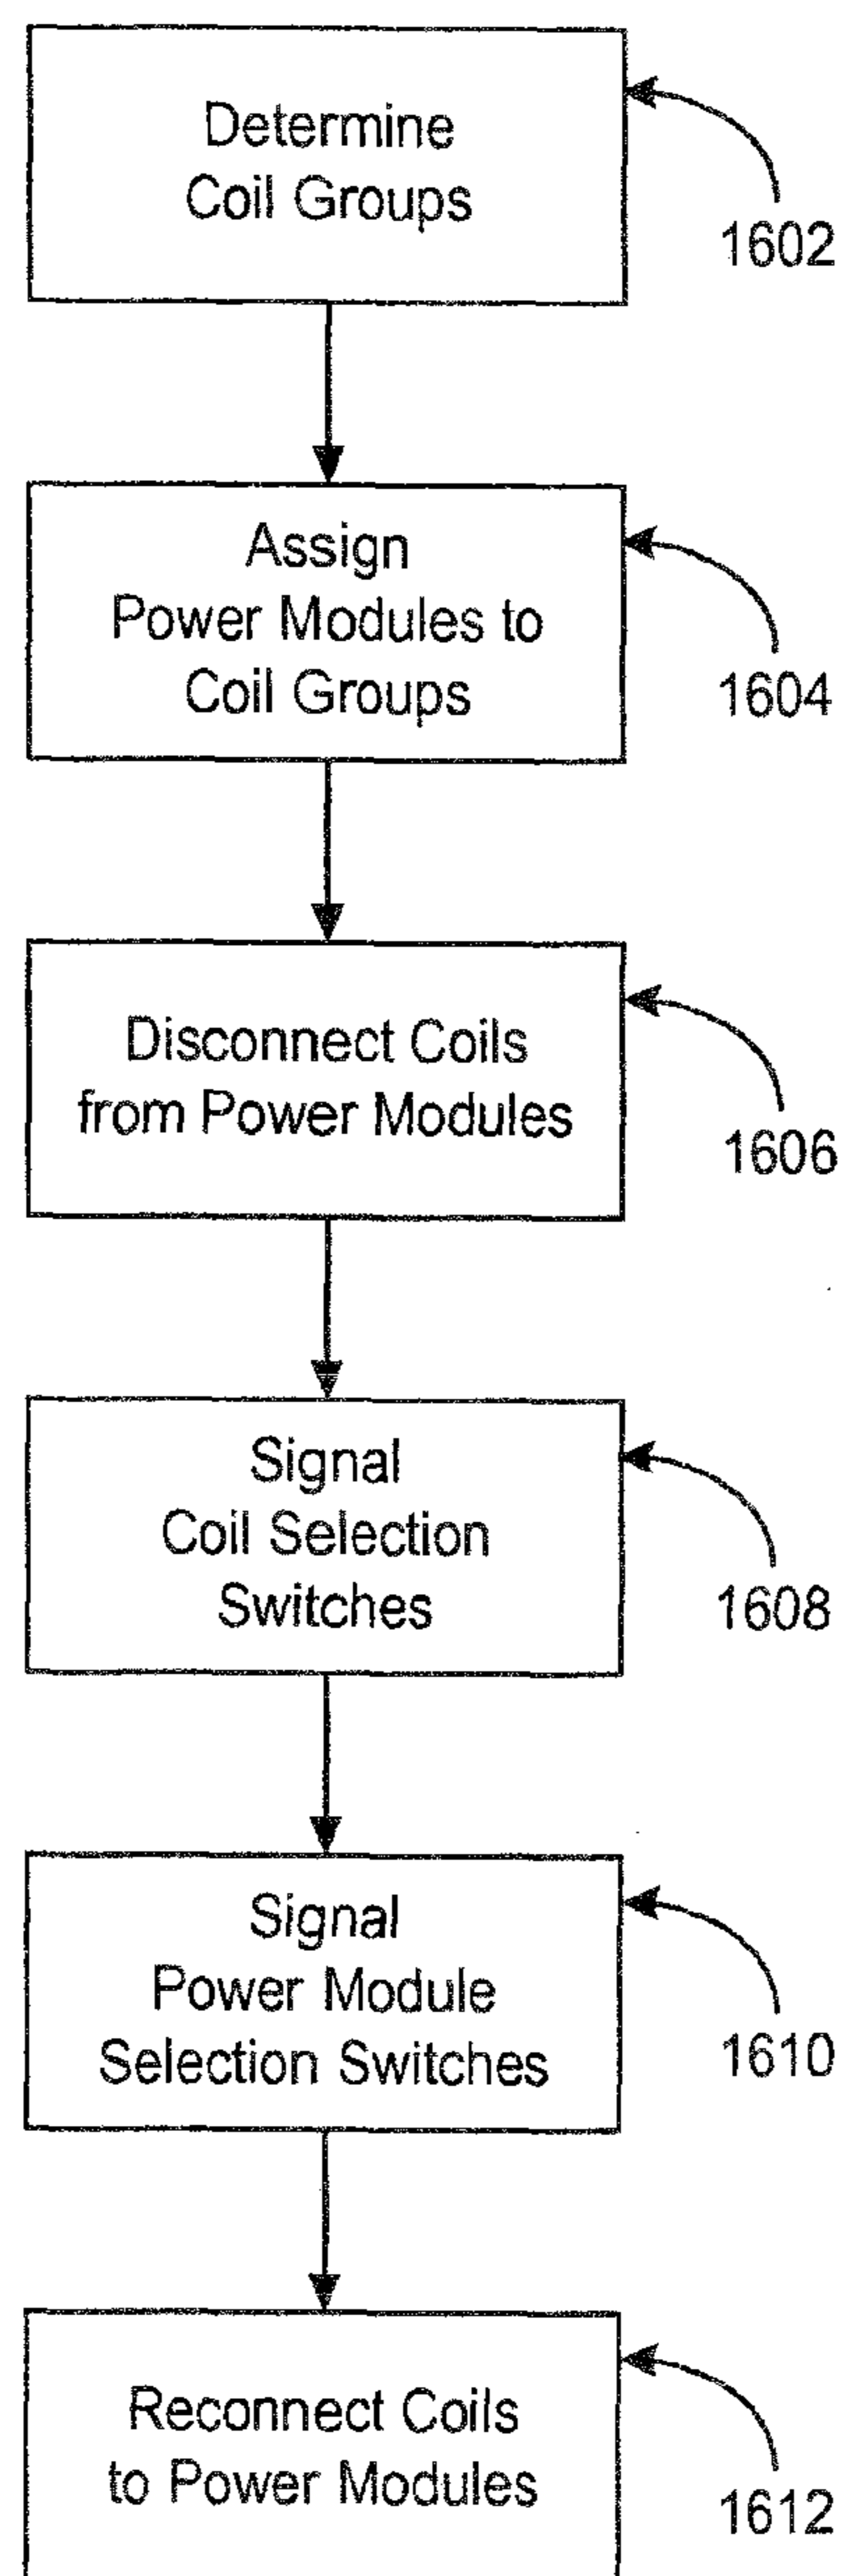 Determine
Coil Groups
1602
Assign
Power Modules to
Coil Groups
1604
Disconnect Coils
from Power Modules
1606
Signal
Coil Selection
Switches
1608
Signal
Power Module
Selection Switches
1610
Reconnect Coils
to Power Modules
1612